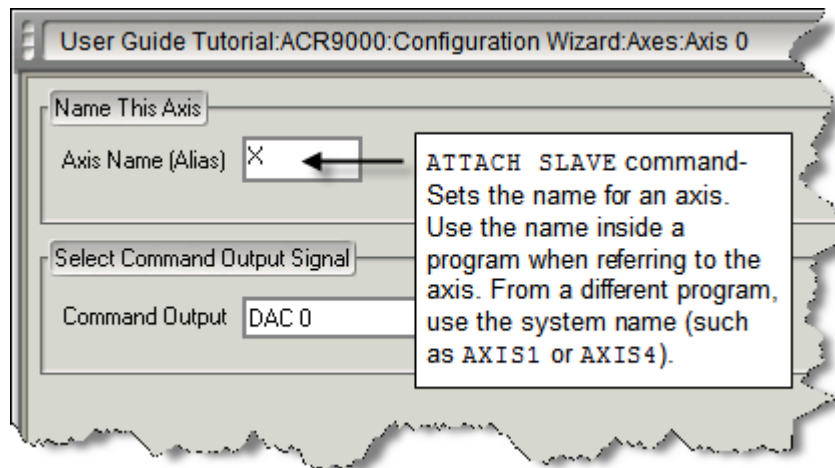 User Guide Tutorial:ACR9000:Configuration Wizard:Axes:Axis 0
Name This Axis
Axis Name (Alias) X
ATTACH SLAVE command-
Sets the name for an axis.
Use the name inside a
program when referring to the
axis. From a different program,
use the system name (such
as AXIS1 or AXIS4).
Select Command Output Signal
Command Output DAC 0